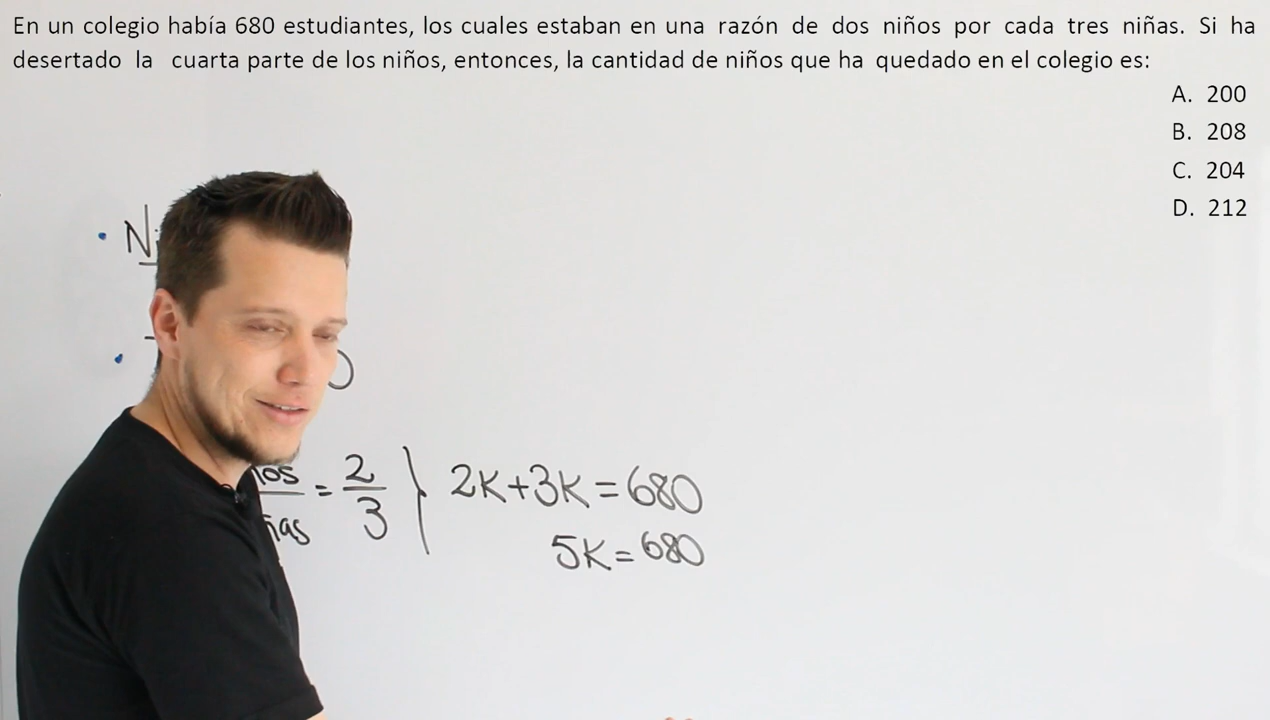 En un colegio había 680 estudiantes, los cuales estaban en una razón de dos niños por cada tres niñas. Si ha
desertado la cuarta parte de los niños, entonces, la cantidad de niños que ha quedado en el colegio es:
A. 200
B. 208
C. 204
D. 212
= 2/3 2K+3K=680
5K=680